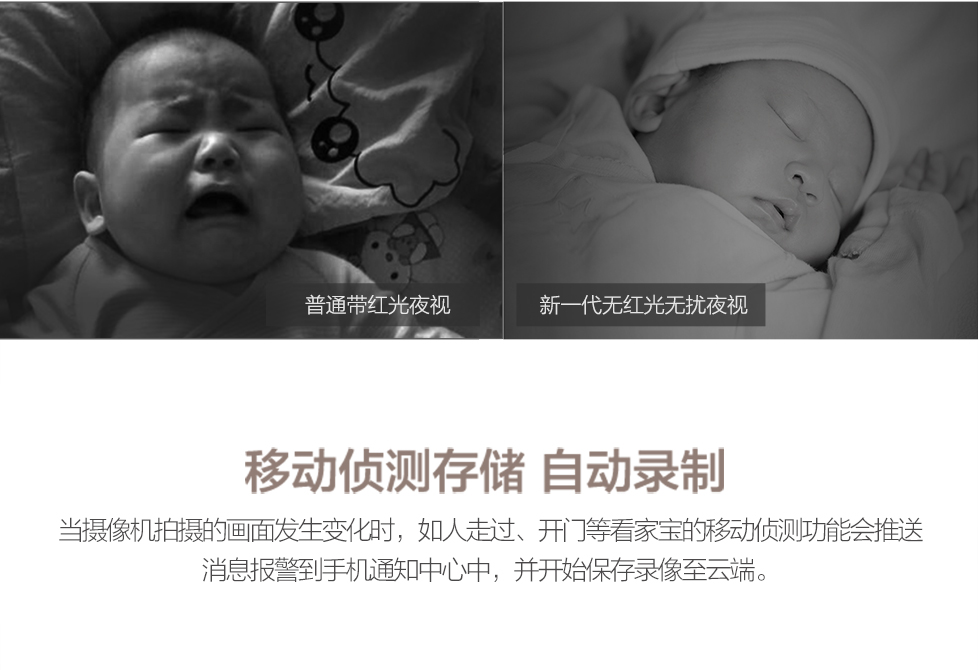 普通带红光夜视
新一代无红光无扰夜视
移动侦测存储 自动录制
当摄像机拍摄的画面发生变化时，如人走过、开门等看家宝的移动侦测功能会推送
消息报警到手机通知中心中，并开始保存录像至云端。